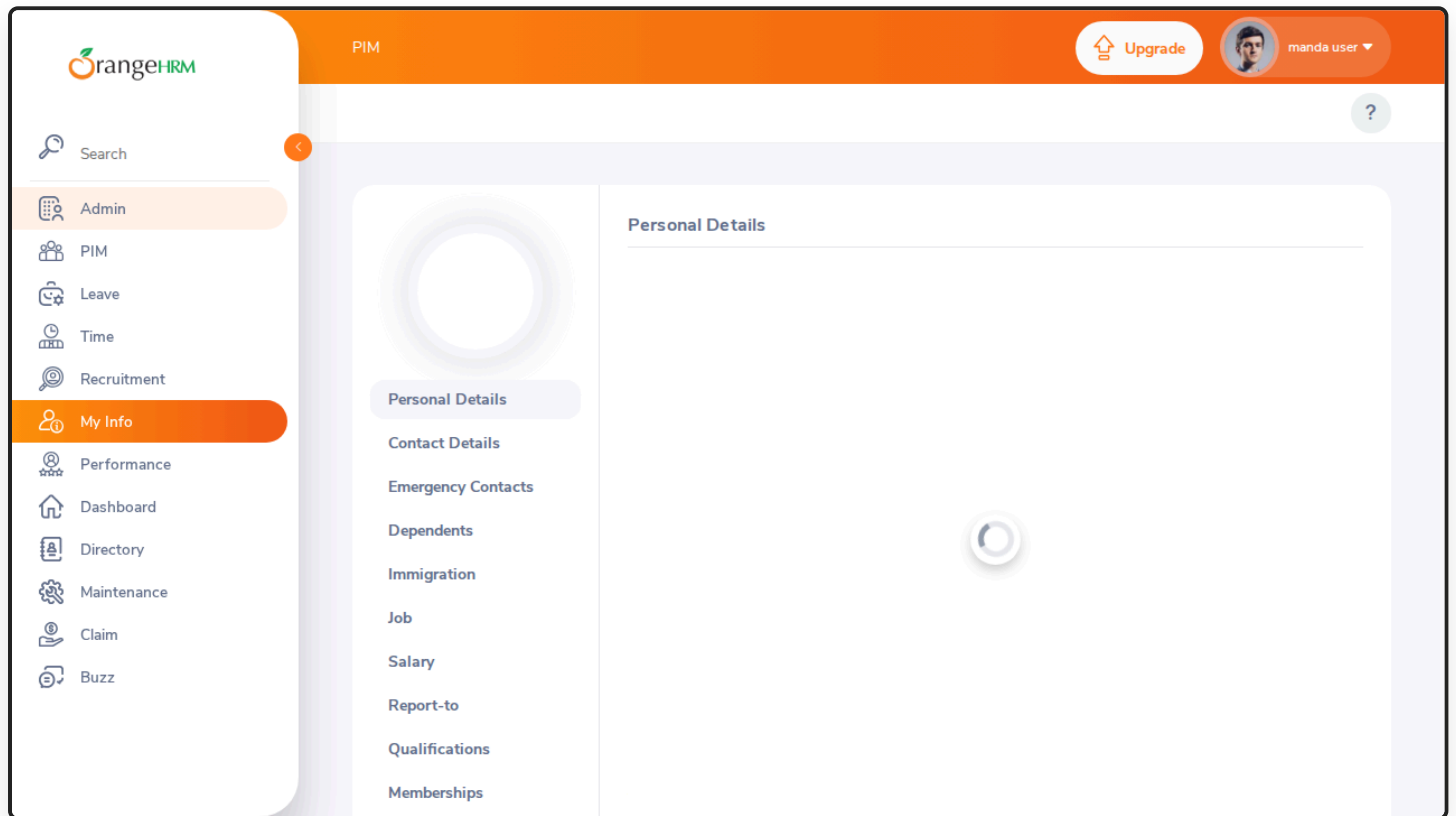 OrangeHRM
PIM
Upgrade
manda user
?
Search
Admin
PIM
Leave
Time
Recruitment
My Info
Performance
Dashboard
Directory
Maintenance
Claim
Buzz
Personal Details
Contact Details
Emergency Contacts
Dependents
Immigration
Job
Salary
Report-to
Qualifications
Memberships
Personal Details